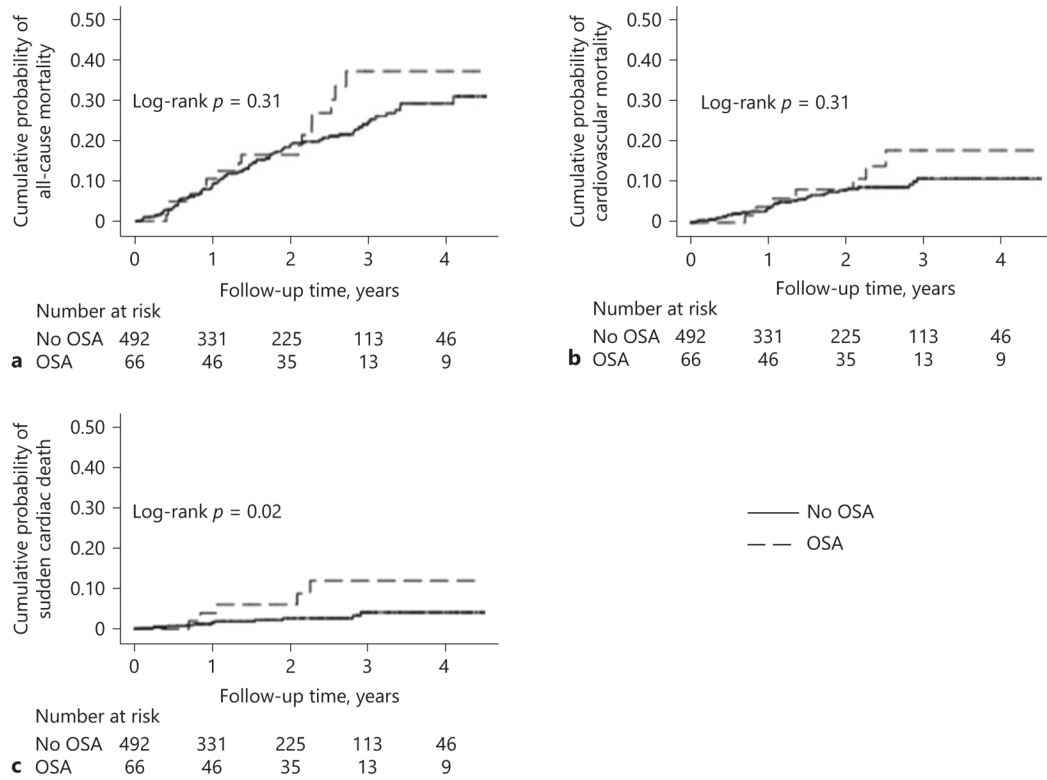 Cumulative probability of
all-cause mortality
0.50
0.40
0.30
0.20
0.10
0
Log-rank p = 0.31
0 1 2 3 4
Follow-up time, years
Number at risk
No OSA 492 331 225 113 46
a OSA 66 46 35 13 9
Cumulative probability of
cardiovascular mortality
0.50
0.40
0.30
0.20
0.10
0
Log-rank p = 0.31
0 1 2 3 4
Follow-up time, years
Number at risk
No OSA 492 331 225 113 46
b OSA 66 46 35 13 9
Cumulative probability of
sudden cardiac death
0.50
0.40
0.30
0.20
0.10
0
Log-rank p = 0.02
0 1 2 3 4
Follow-up time, years
Number at risk
No OSA 492 331 225 113 46
c OSA 66 46 35 13 9
No OSA
OSA